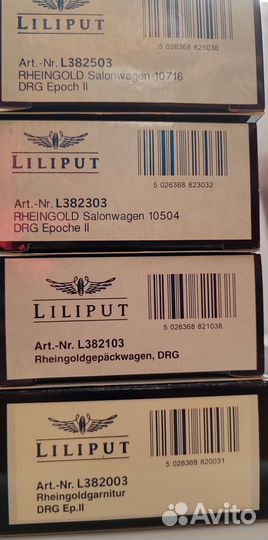 LILIPUT
5 026368 825036
Art.-Nr. L382503
RHEINGOLD Salonwagen 10716
DRG Epoch II
LILIPUT
5 026368 823032
Art.-Nr. L382303
RHEINGOLD Salonwagen 10504
DRG Epoche II
LILIPUT
5 026368 821038
Art.-Nr. L382103
Rheingoldgepäckwagen, DRG
LILIPUT
5 026368 820031
Art.-Nr. L382003
Rheingoldgarnitur
DRG Ep.II
Avito